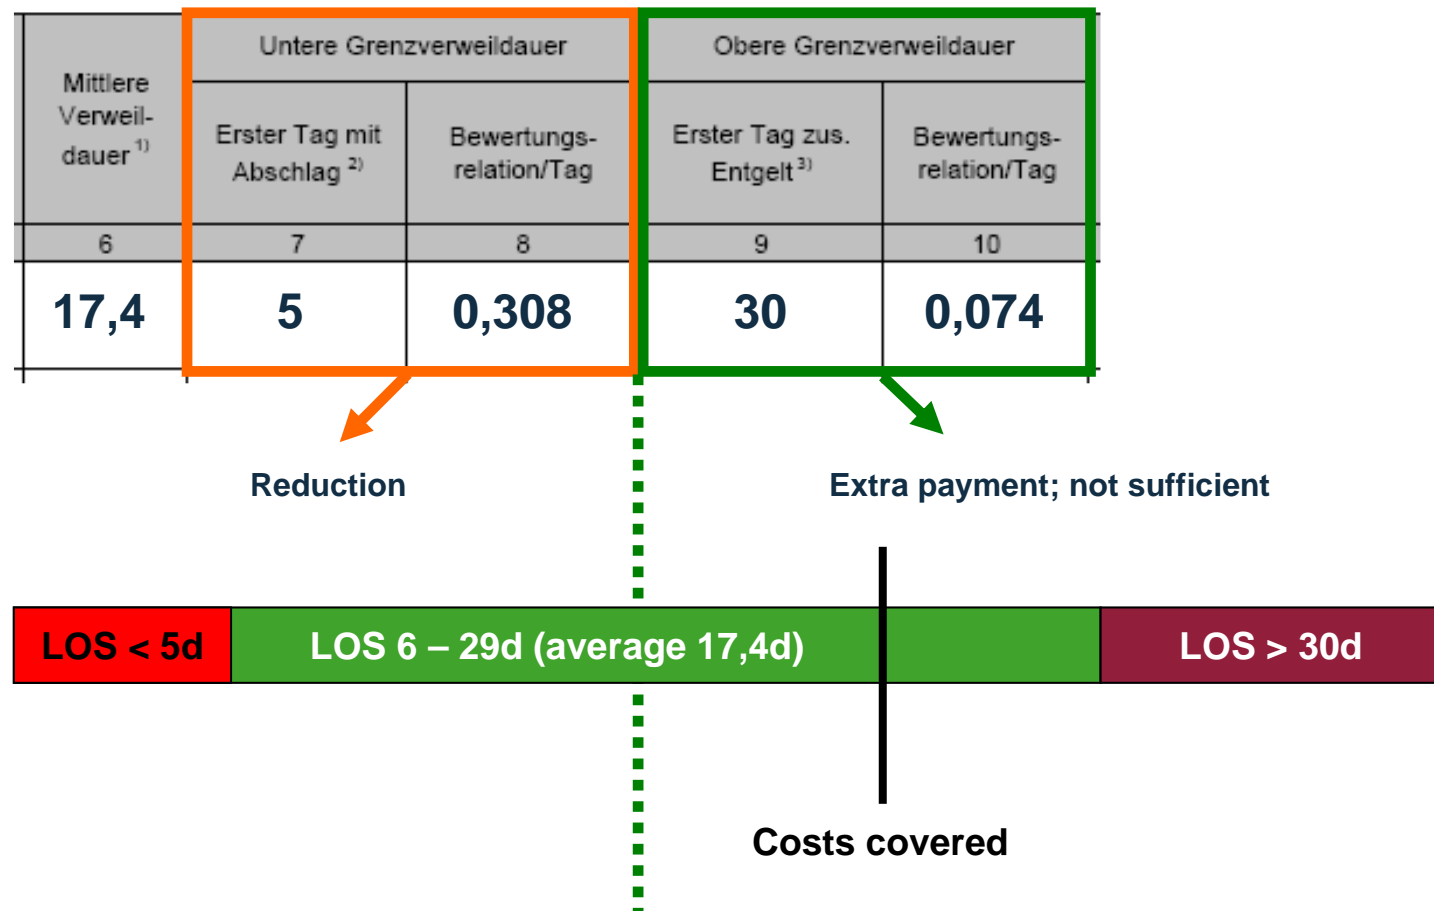 Untere Grenzverweildauer
Obere Grenzverweildauer
Mittlere
Verweil-
dauer 1)
Erster Tag mit
Abschlag 2)
Bewertungs-
relation/Tag
Erster Tag zus.
Entgelt 3)
Bewertungs-
relation/Tag
6 7 8 9 10
17,4 5 0,308 30 0,074
Reduction
Extra payment; not sufficient
LOS < 5d
LOS 6 – 29d (average 17,4d)
LOS > 30d
Costs covered